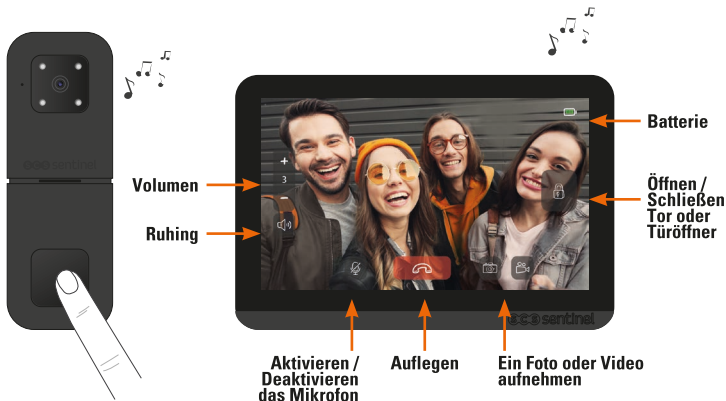 Batterie
+
3
−
Volumen
Öffnen /
Schließen
Tor oder
Türöffner
Ruhing
sentinel
sentinel
Aktivieren /
Deaktivieren
das Mikrofon
Auflegen
Ein Foto oder Video
aufnehmen